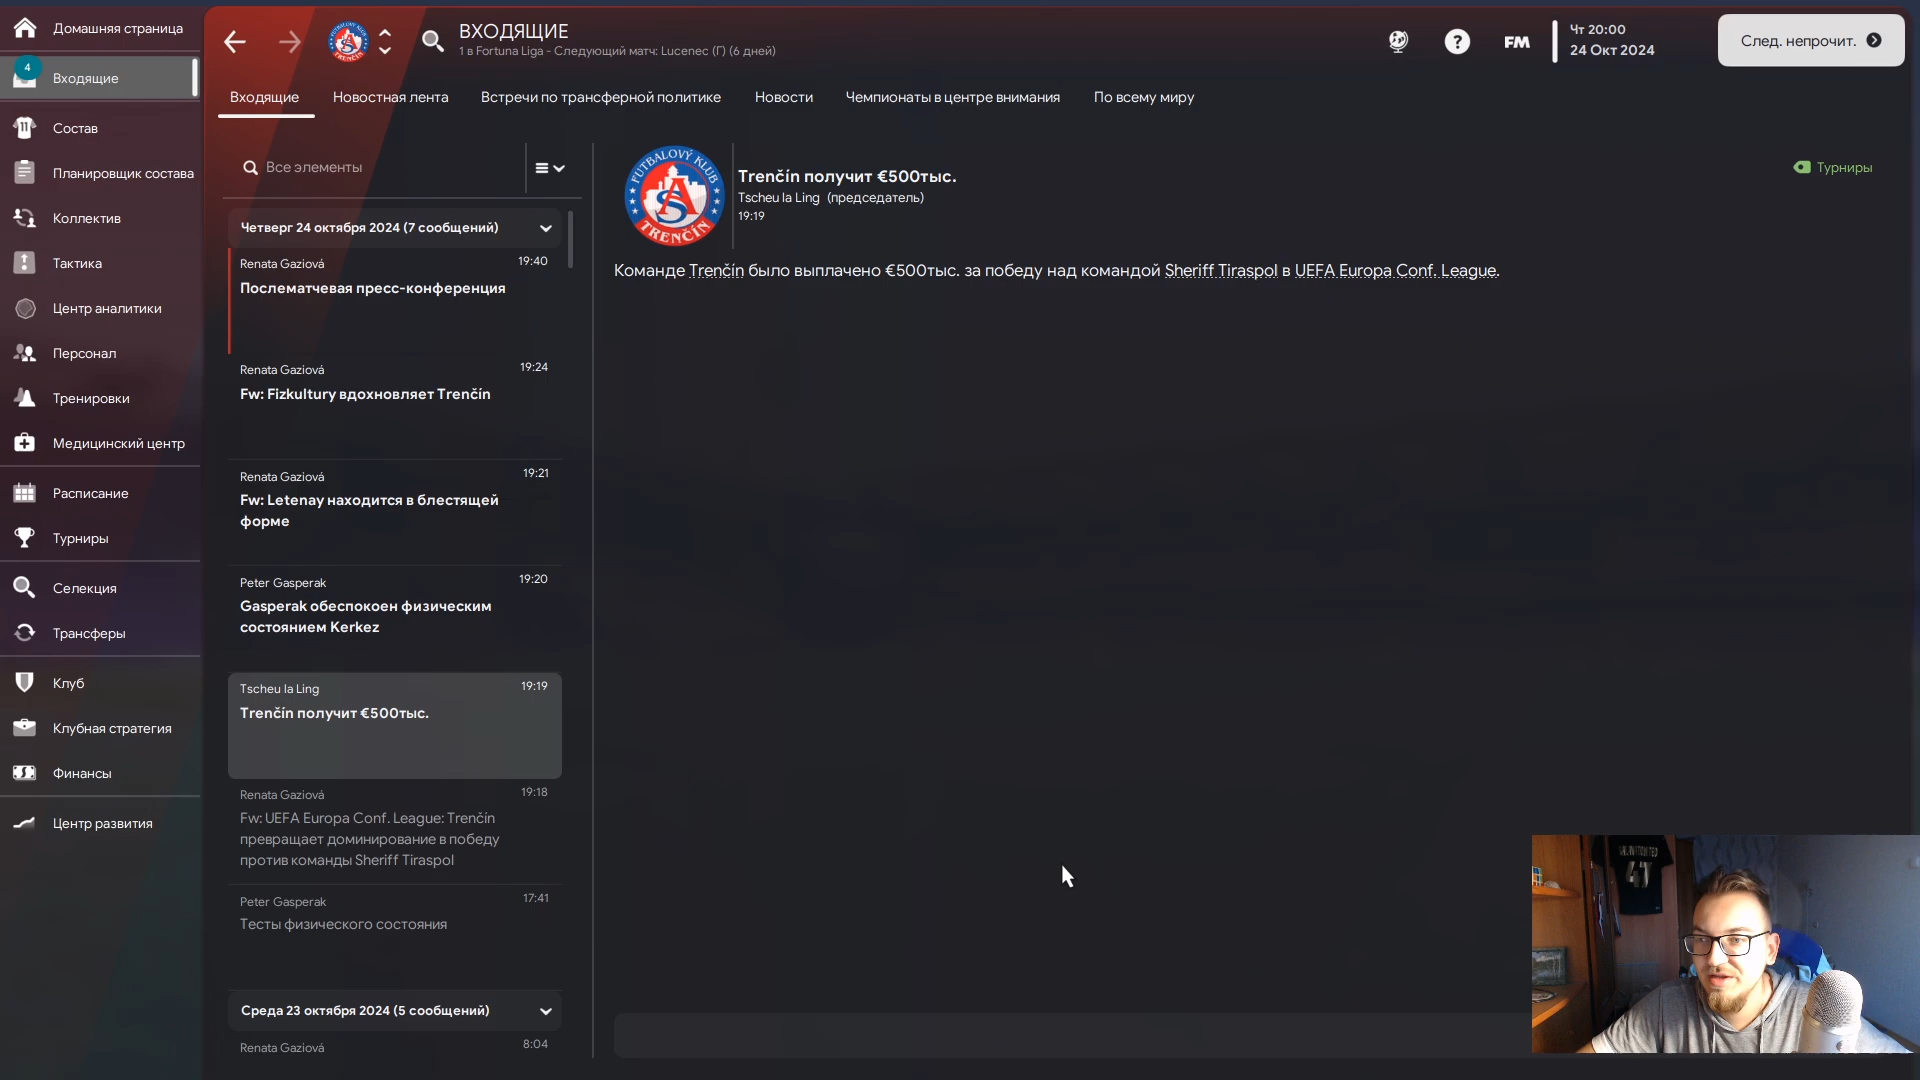 Домашняя страница
4
Входящие
11
Состав
Планировщик состава
Коллектив
Тактика
Центр аналитики
Персонал
Тренировки
Медицинский центр
Расписание
Турниры
Селекция
Трансферы
Клуб
Клубная стратегия
Финансы
Центр развития
ВХОДЯЩИЕ
1 в Fortuna Liga - Следующий матч: Lucenec (Г) (6 дней)
?
FM
Чт 20:00
24 Окт 2024
След. непрочит.
Входящие
Новостная лента
Встречи по трансферной политике
Новости
Чемпионаты в центре внимания
По всему миру
Все элементы
Четверг 24 октября 2024 (7 сообщений)
Renata Gaziová
19:40
Послематчевая пресс-конференция
Renata Gaziová
19:24
Fw: Fizkultury вдохновляет Trenčín
Renata Gaziová
19:21
Fw: Letenay находится в блестящей
форме
Peter Gasperak
19:20
Gasperak обеспокоен физическим
состоянием Kerkez
Tscheu la Ling
19:19
Trenčín получит €500тыс.
Renata Gaziová
19:18
Fw: UEFA Europa Conf. League: Trenčín
превращает доминирование в победу
против команды Sheriff Tiraspol
Peter Gasperak
17:41
Тесты физического состояния
Среда 23 октября 2024 (5 сообщений)
Renata Gaziová
8:04
FUTBALOVÝ KLUB
AS
TRENČÍN
Trenčín получит €500тыс.
Tscheu la Ling (председатель)
19:19
Турниры
Команде Trenčín было выплачено €500тыс. за победу над командой Sheriff Tiraspol в UEFA Europa Conf. League.
47